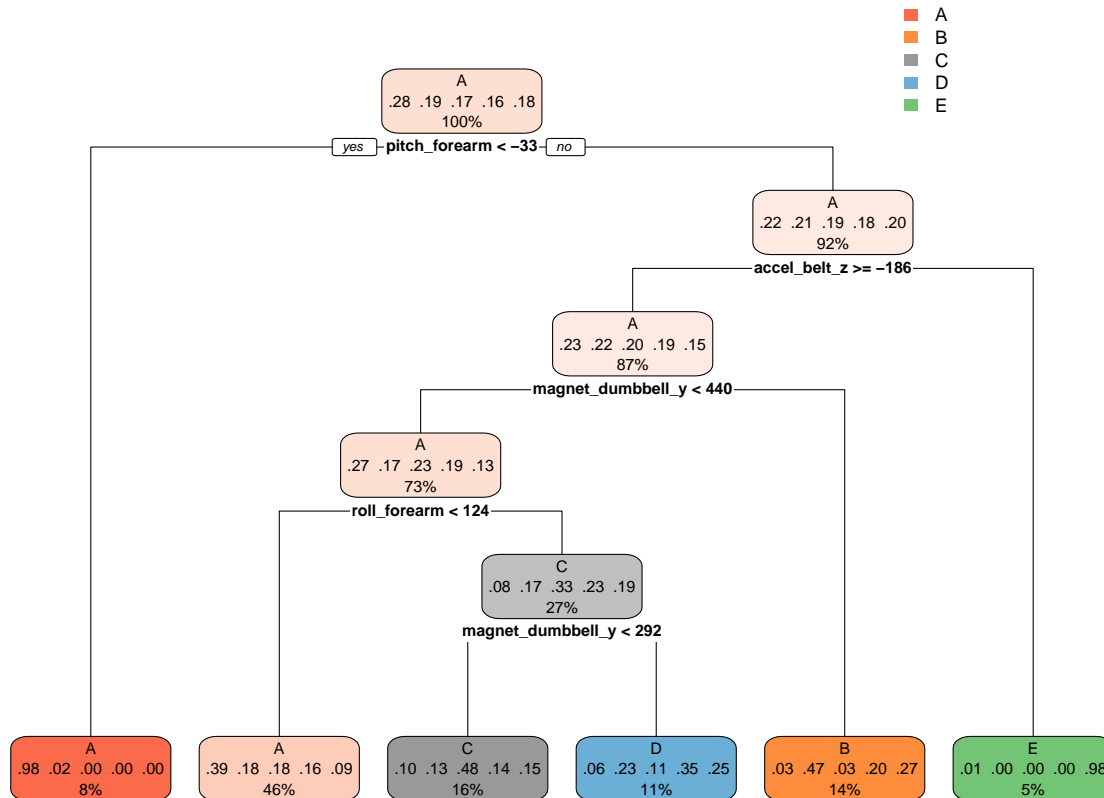 A
B
C
D
E
A
.28 .19 .17 .16 .18
100%
yes pitch_forearm < −33 no
A
.22 .21 .19 .18 .20
92%
accel_belt_z >= −186
A
.23 .22 .20 .19 .15
87%
magnet_dumbbell_y < 440
A
.27 .17 .23 .19 .13
73%
roll_forearm < 124
C
.08 .17 .33 .23 .19
27%
magnet_dumbbell_y < 292
A
.98 .02 .00 .00 .00
8%
A
.39 .18 .18 .16 .09
46%
C
.10 .13 .48 .14 .15
16%
D
.06 .23 .11 .35 .25
11%
B
.03 .47 .03 .20 .27
14%
E
.01 .00 .00 .00 .98
5%